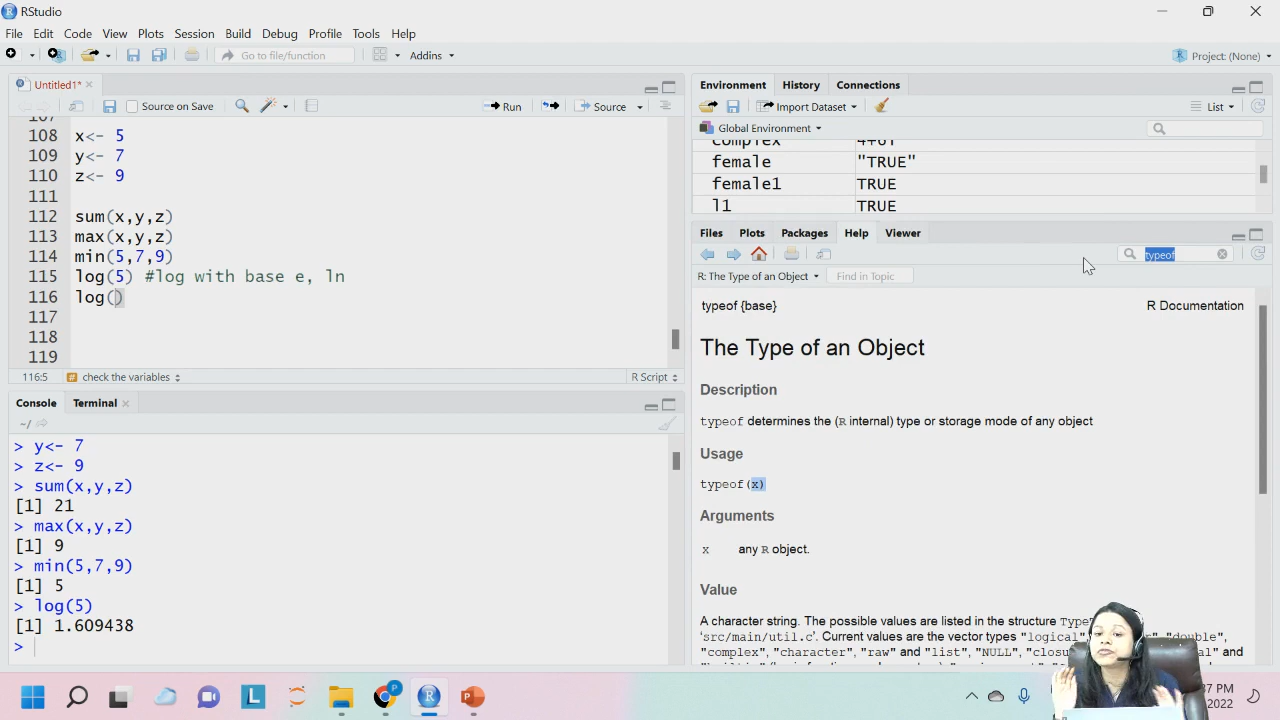 RStudio
File Edit Code View Plots Session Build Debug Profile Tools Help
Go to file/function Addins Project: (None)
Untitled1*
Source on Save Run Source
108 x<- 5
109 y<- 7
110 z<- 9
111
112 sum(x,y,z)
113 max(x,y,z)
114 min(5,7,9)
115 log(5) #log with base e, ln
116 log()
117
118
119
116:5 # check the variables R Script
Console Terminal
~/
> y<- 7
> z<- 9
> sum(x,y,z)
[1] 21
> max(x,y,z)
[1] 9
> min(5,7,9)
[1] 5
> log(5)
[1] 1.609438
>
Environment History Connections
Import Dataset List
Global Environment
complex 4+6i
female "TRUE"
female1 TRUE
l1 TRUE
Files Plots Packages Help Viewer
typeof
R: The Type of an Object Find in Topic
typeof {base} R Documentation
The Type of an Object
Description
typeof determines the (R internal) type or storage mode of any object
Usage
typeof(x)
Arguments
x any R object.
Value
A character string. The possible values are listed in the structure
'src/main/util.c'. Current values are the vector types "logical", "double",
"complex", "character", "raw" and "list", "NULL", and
L
2022